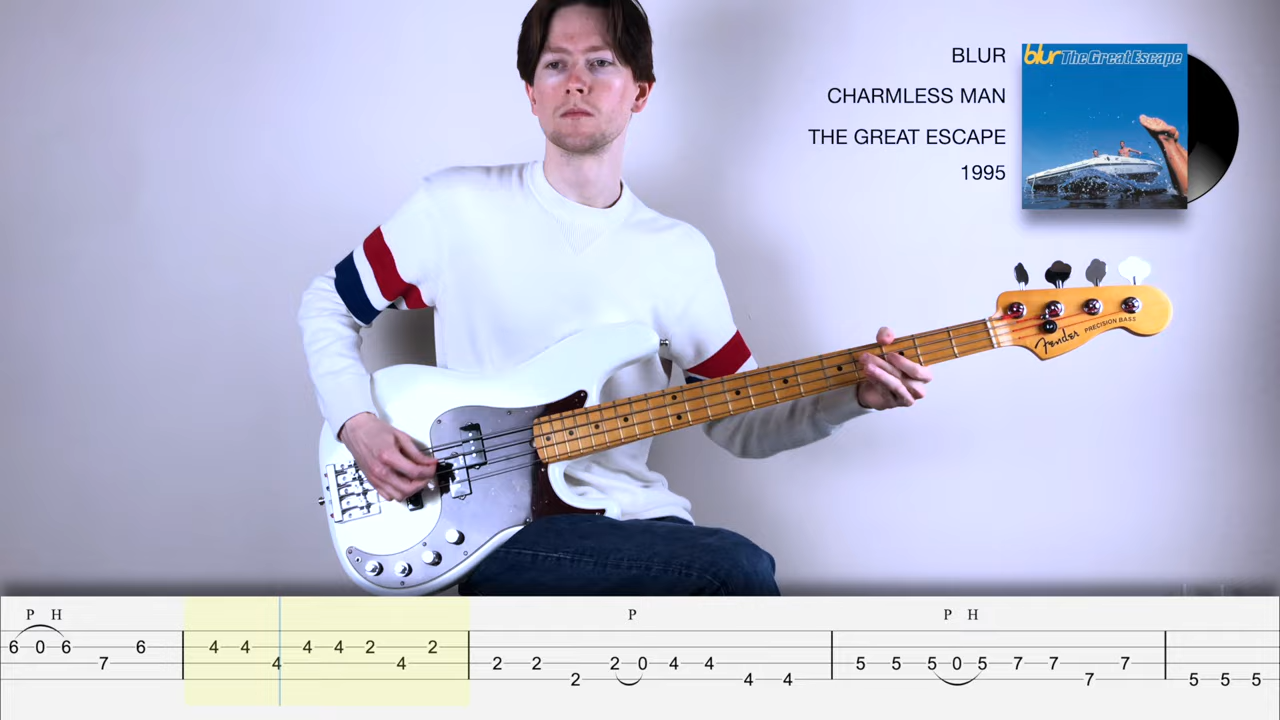 BLUR
CHARMLESS MAN
THE GREAT ESCAPE
1995
blur The Great Escape
Fender PRECISION BASS
P H P P H
6 0 6 6 4 4 4 4 2 2
7 4 4 2 2 2 0 4 4 5 5 5 0 5 7 7 7
2 4 4 7 5 5 5